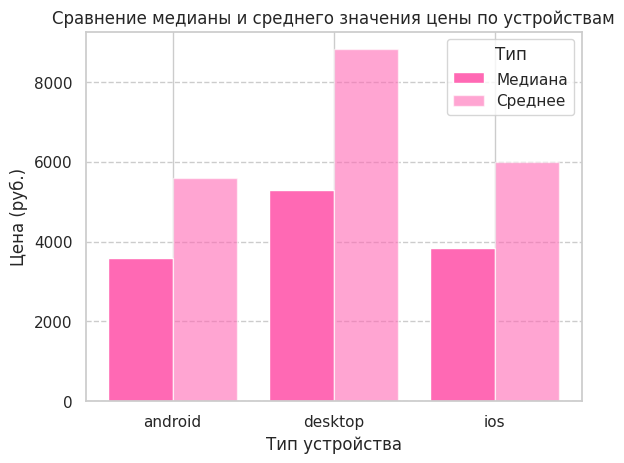 Сравнение медианы и среднего значения цены по устройствам
Тип
Медиана
Среднее
8000
6000
4000
2000
0
Цена (руб.)
android
desktop
ios
Тип устройства